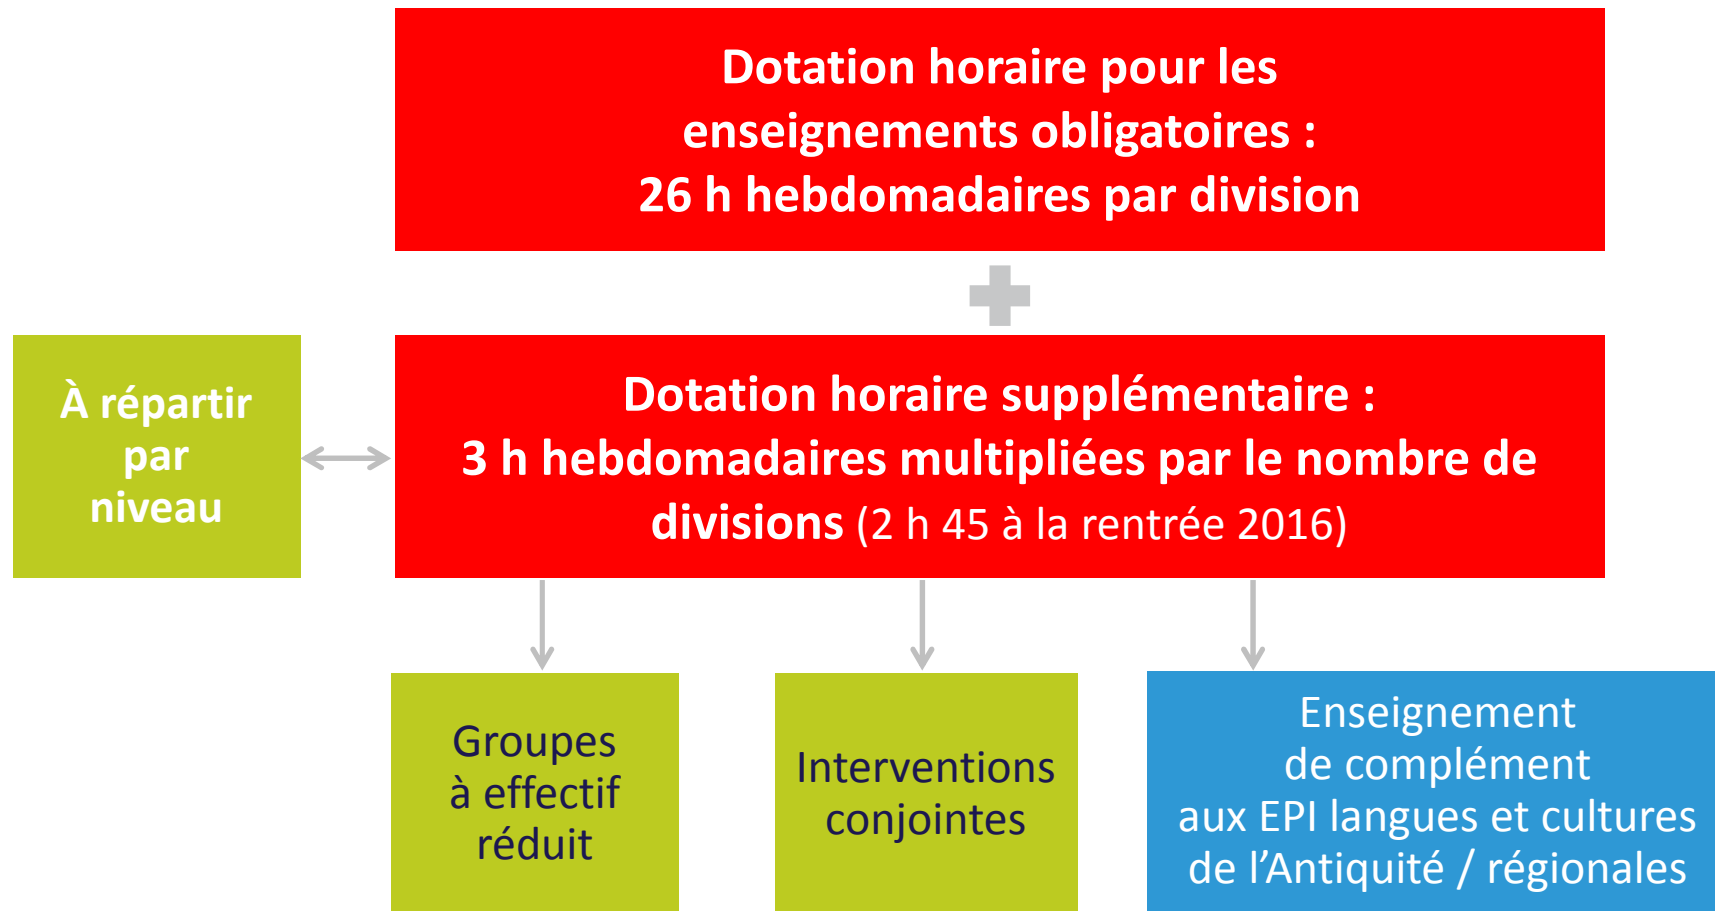 Dotation horaire pour les
enseignements obligatoires :
26 h hebdomadaires par division
À répartir
par
niveau
Dotation horaire supplémentaire :
3 h hebdomadaires multipliées par le nombre de
divisions (2 h 45 à la rentrée 2016)
Groupes
à effectif
réduit
Interventions
conjointes
Enseignement
de complément
aux EPI langues et cultures
de l’Antiquité / régionales